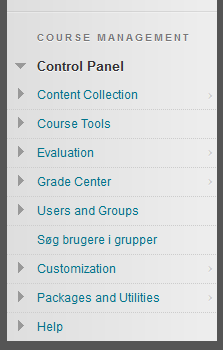 COURSE MANAGEMENT
Control Panel
Content Collection
Course Tools
Evaluation
Grade Center
Users and Groups
Søg brugere i grupper
Customization
Packages and Utilities
Help